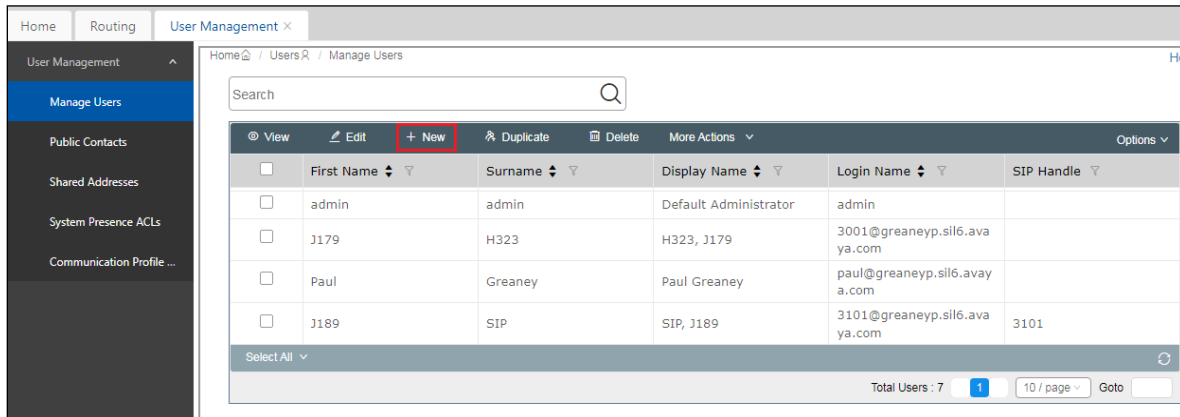 Home Routing User Management ×
User Management
Manage Users
Public Contacts
Shared Addresses
System Presence ACLs
Communication Profile ...
Home / Users / Manage Users
Search
View Edit + New Duplicate Delete More Actions Options
First Name Surname Display Name Login Name SIP Handle
admin admin Default Administrator admin
J179 H323 H323, J179 3001@greaneyp.sil6.ava
ya.com
Paul Greaney Paul Greaney paul@greaneyp.sil6.avay
a.com
J189 SIP SIP, J189 3101@greaneyp.sil6.ava
ya.com 3101
Select All
Total Users : 7 1 10 / page Goto